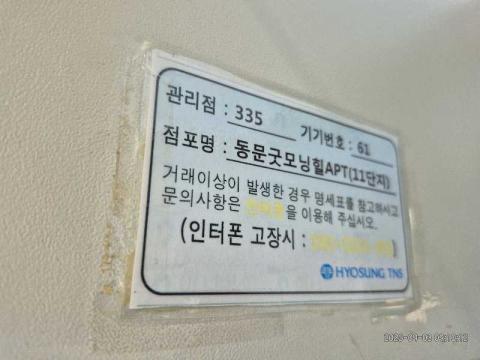 관리점 : 335 기기번호 : 61
점포명 : 동문굿모닝힐APT(11단지)
거래이상이 발생한 경우 명세표를 참고하시고
문의사항은 인터폰을 이용해 주십시오.
(인터폰 고장시 : )
HYOSUNG TNS